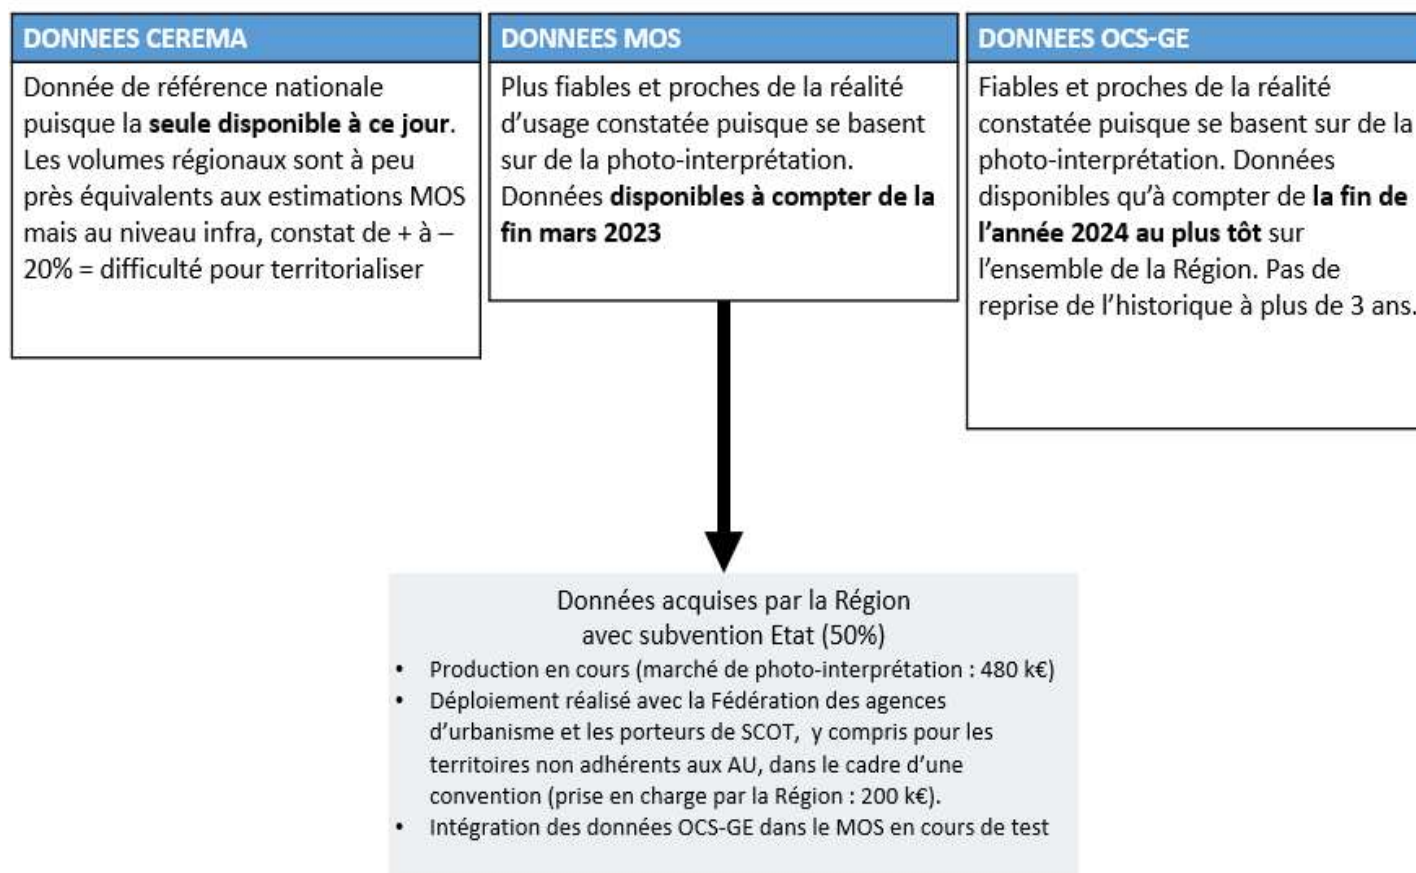 DONNEES CEREMA
Donnée de référence nationale
puisque la seule disponible à ce jour.
Les volumes régionaux sont à peu
près équivalents aux estimations MOS
mais au niveau infra, constat de + à –
20% = difficulté pour territorialiser
DONNEES MOS
Plus fiables et proches de la réalité
d’usage constatée puisque se basent
sur de la photo-interprétation.
Données disponibles à compter de la
fin mars 2023
DONNEES OCS-GE
Fiables et proches de la réalité
constatée puisque se basent sur de la
photo-interprétation. Données
disponibles qu’à compter de la fin de
l’année 2024 au plus tôt sur
l’ensemble de la Région. Pas de
reprise de l’historique à plus de 3 ans.
Données acquises par la Région
avec subvention Etat (50%)
• Production en cours (marché de photo-interprétation : 480 k€)
• Déploiement réalisé avec la Fédération des agences
d’urbanisme et les porteurs de SCOT, y compris pour les
territoires non adhérents aux AU, dans le cadre d’une
convention (prise en charge par la Région : 200 k€).
• Intégration des données OCS-GE dans le MOS en cours de test